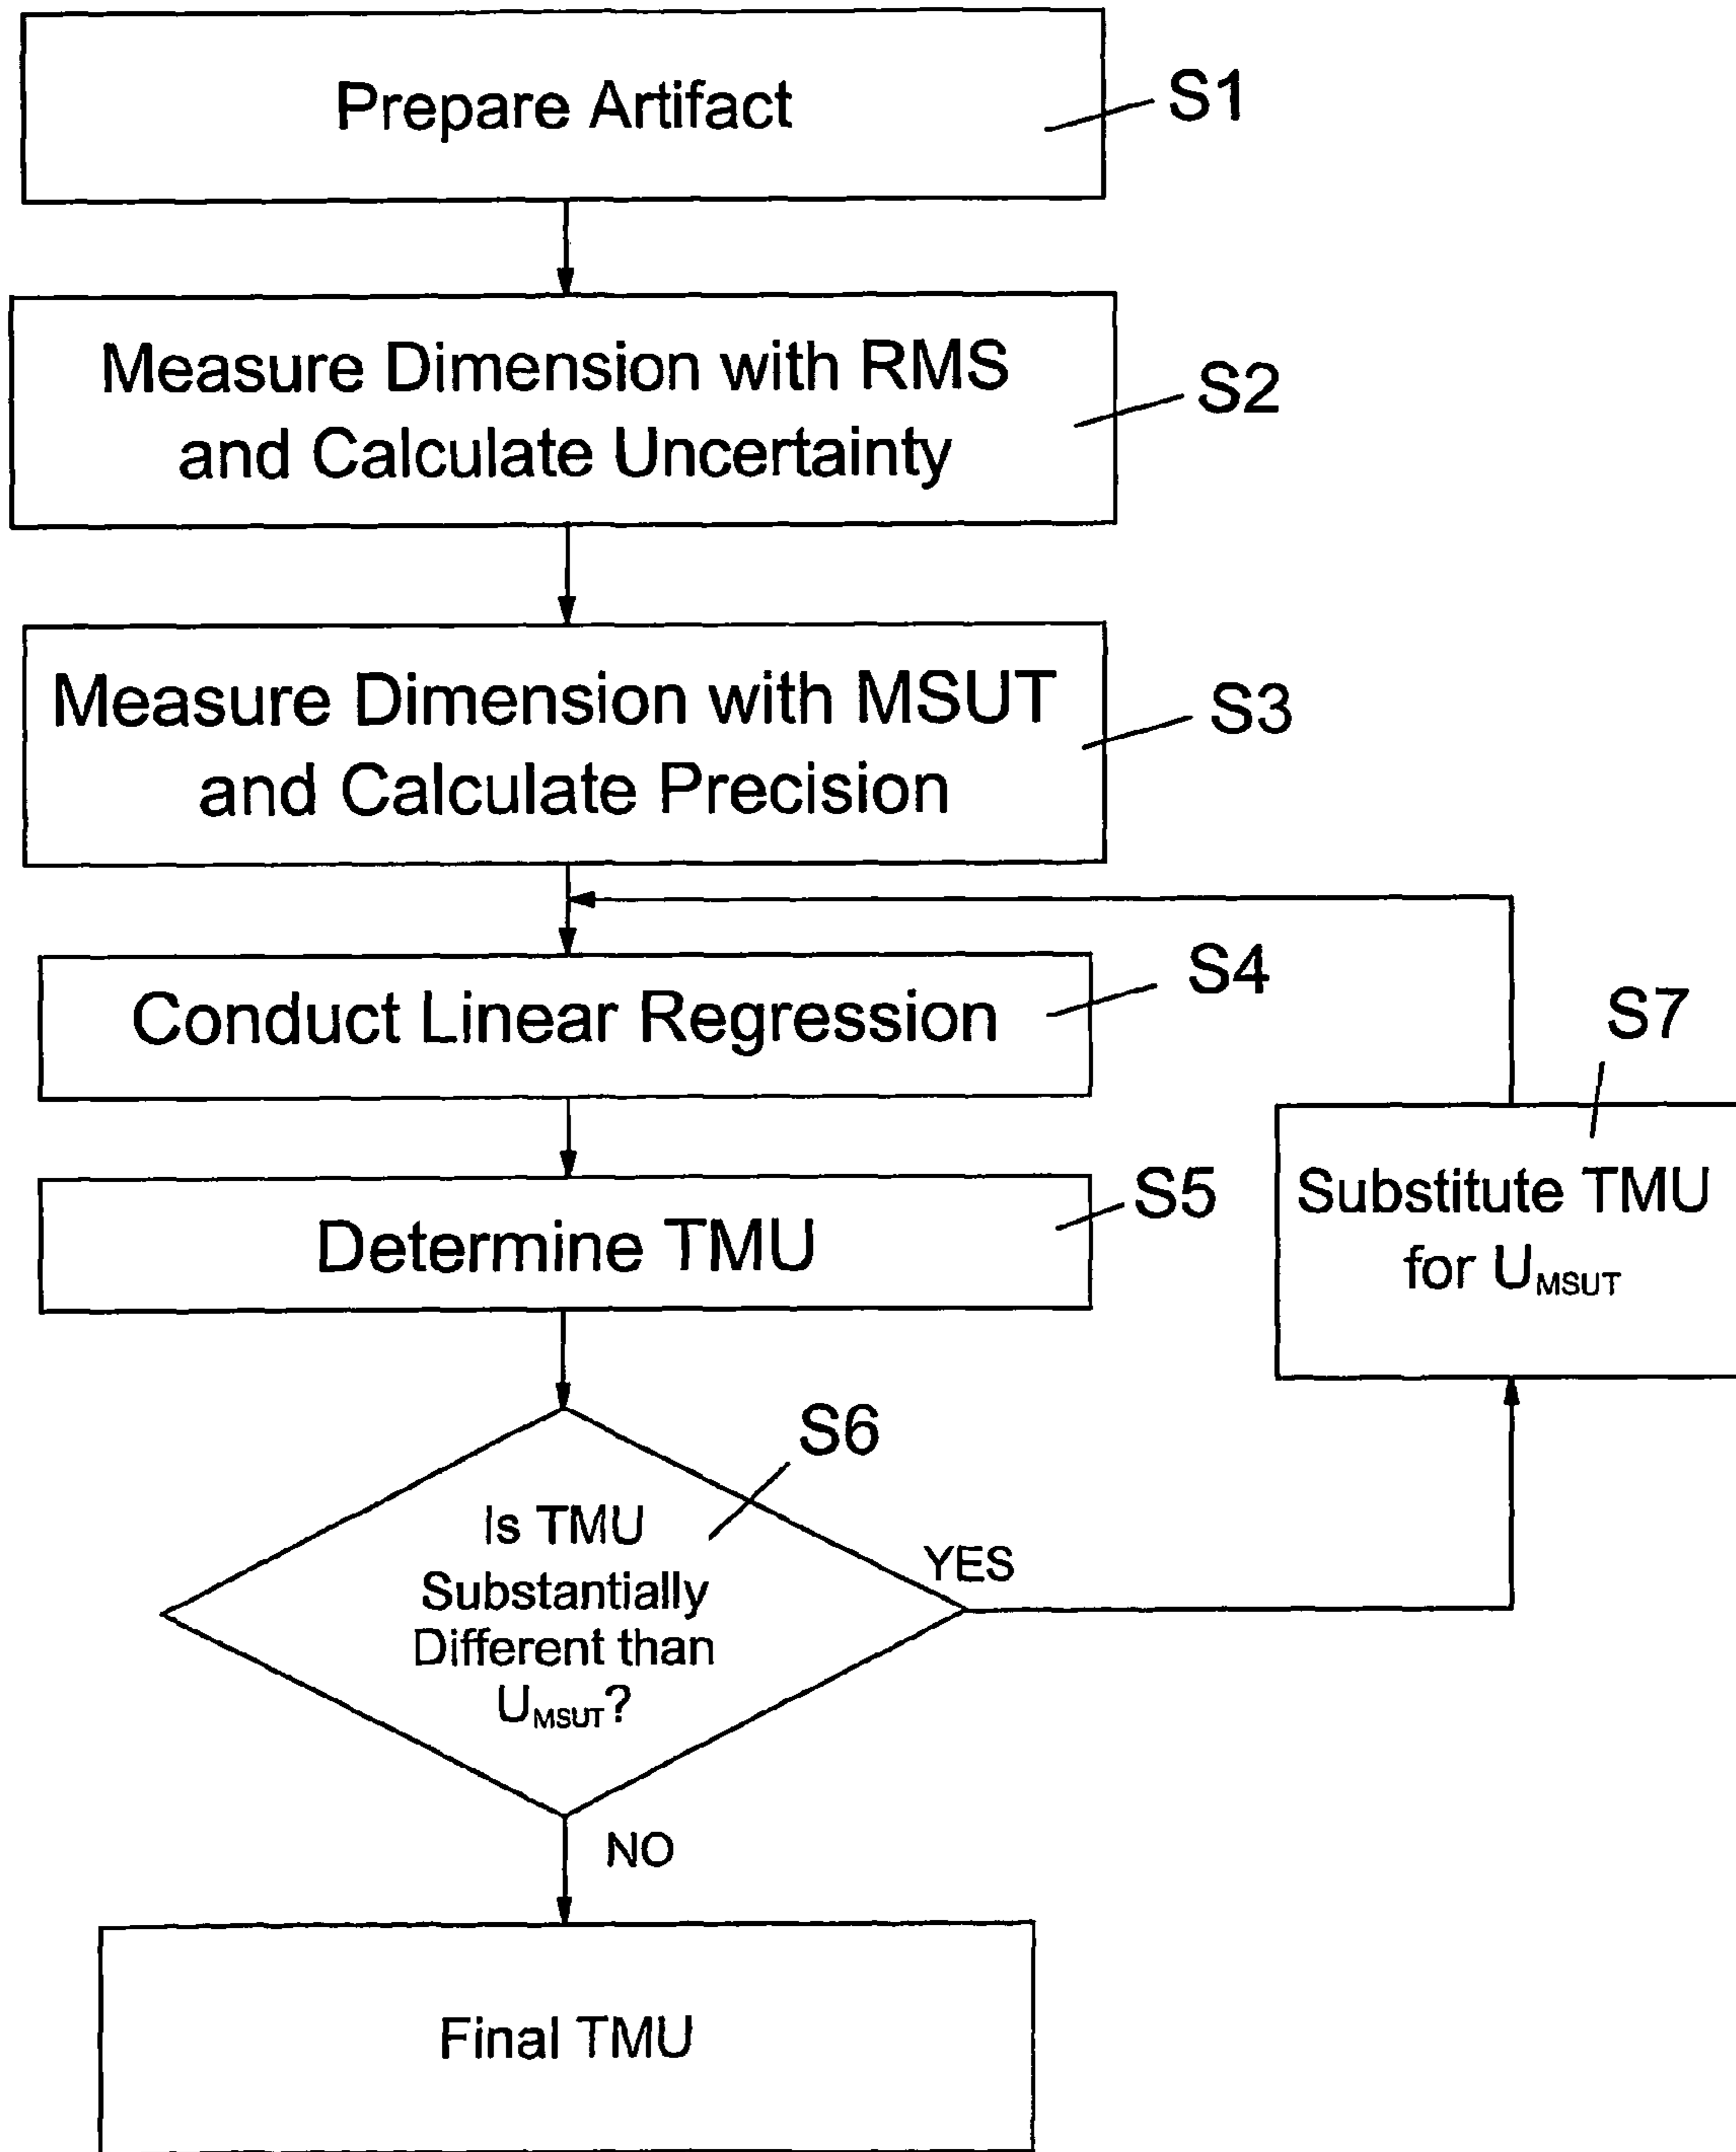 Prepare Artifact
S1
Measure Dimension with RMS
and Calculate Uncertainty
S2
Measure Dimension with MSUT
and Calculate Precision
S3
Conduct Linear Regression
S4
Determine TMU
S5
Is TMU
Substantially
Different than
UMSUT?
S6
YES
S7
Substitute TMU
for UMSUT
NO
Final TMU